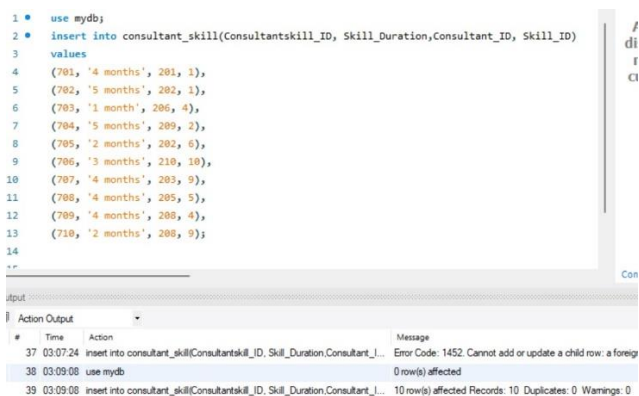 1 use mydb;
2 insert into consultant_skill(Consultantskill_ID, Skill_Duration,Consultant_ID, Skill_ID)
3 values
4 (701, '4 months', 201, 1),
5 (702, '5 months', 202, 1),
6 (703, '1 month', 206, 4),
7 (704, '5 months', 209, 2),
8 (705, '2 months', 202, 6),
9 (706, '3 months', 210, 10),
10 (707, '4 months', 203, 9),
11 (708, '4 months', 205, 5),
12 (709, '4 months', 208, 4),
13 (710, '2 months', 208, 9);
14
Action Output
# Time Action Message
37 03:07:24 insert into consultant_skill(Consultantskill_ID, Skill_Duration,Consultant_I... Error Code: 1452. Cannot add or update a child row: a foreign
38 03:09:08 use mydb 0 row(s) affected
39 03:09:08 insert into consultant_skill(Consultantskill_ID, Skill_Duration,Consultant_I... 10 row(s) affected Records: 10 Duplicates: 0 Warnings: 0